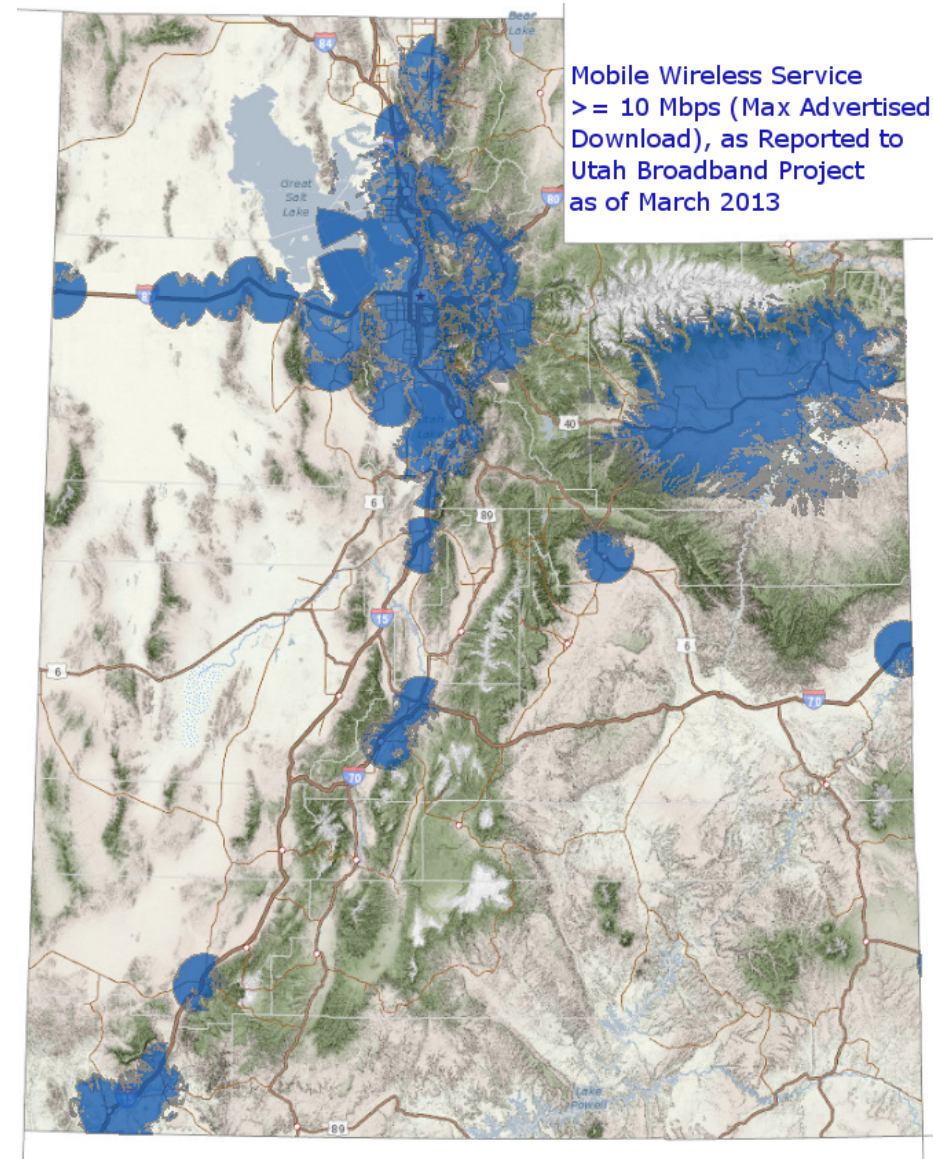 Bear
Lake
84
Mobile Wireless Service
>= 10 Mbps (Max Advertised
Download), as Reported to
Utah Broadband Project
as of March 2013
Great
Salt
Lake
80
40
6
89
15
6
6
70
70
Lake
Powell
89